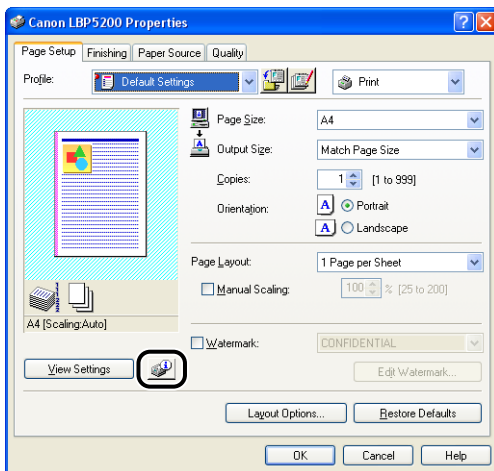 Canon LBP5200 Properties
Page Setup Finishing Paper Source Quality
Profile: Default Settings Print
Page Size: A4
Output Size: Match Page Size
Copies: 1 [1 to 999]
Orientation: A Portrait
A Landscape
Page Layout: 1 Page per Sheet
Manual Scaling: 100 % [25 to 200]
A4 [Scaling:Auto]
Watermark: CONFIDENTIAL
View Settings Edit Watermark...
Layout Options... Restore Defaults
OK Cancel Help